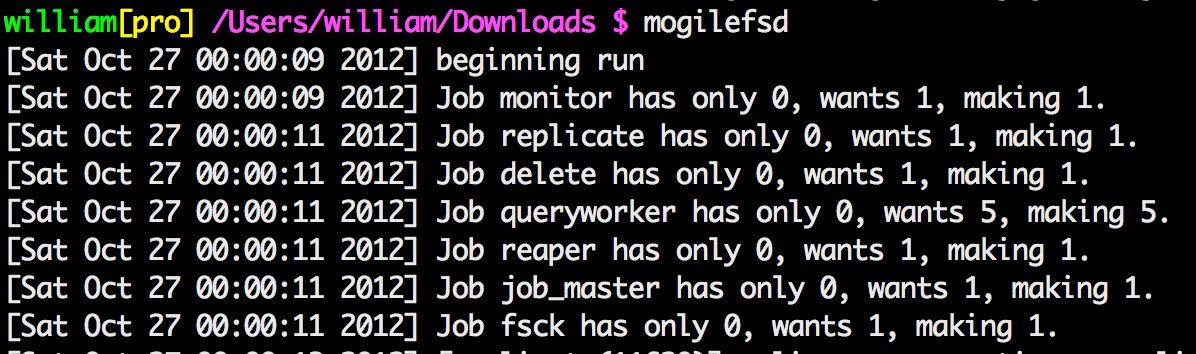 william[pro] /Users/william/Downloads $ mogilefsd
[Sat Oct 27 00:00:09 2012] beginning run
[Sat Oct 27 00:00:09 2012] Job monitor has only 0, wants 1, making 1.
[Sat Oct 27 00:00:11 2012] Job replicate has only 0, wants 1, making 1.
[Sat Oct 27 00:00:11 2012] Job delete has only 0, wants 1, making 1.
[Sat Oct 27 00:00:11 2012] Job queryworker has only 0, wants 5, making 5.
[Sat Oct 27 00:00:11 2012] Job reaper has only 0, wants 1, making 1.
[Sat Oct 27 00:00:11 2012] Job job_master has only 0, wants 1, making 1.
[Sat Oct 27 00:00:11 2012] Job fsck has only 0, wants 1, making 1.